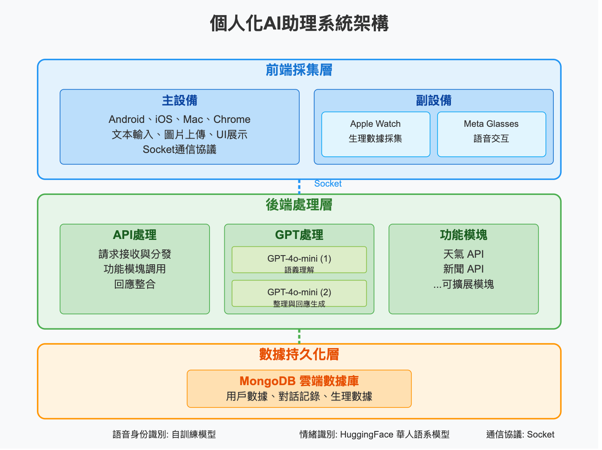 個人化AI助理系統架構
前端採集層
主設備
Android、iOS、Mac、Chrome
文本輸入、圖片上傳、UI展示
Socket通信協議
副設備
Apple Watch
生理數據採集
Meta Glasses
語音交互
Socket
後端處理層
API處理
請求接收與分發
功能模塊調用
回應整合
GPT處理
GPT-4o-mini (1)
語義理解
GPT-4o-mini (2)
整理與回應生成
功能模塊
天氣 API
新聞 API
...可擴展模塊
數據持久化層
MongoDB 雲端數據庫
用戶數據、對話記錄、生理數據
語音身份識別: 自訓練模型
情緒識別: HuggingFace 華人語系模型
通信協議: Socket